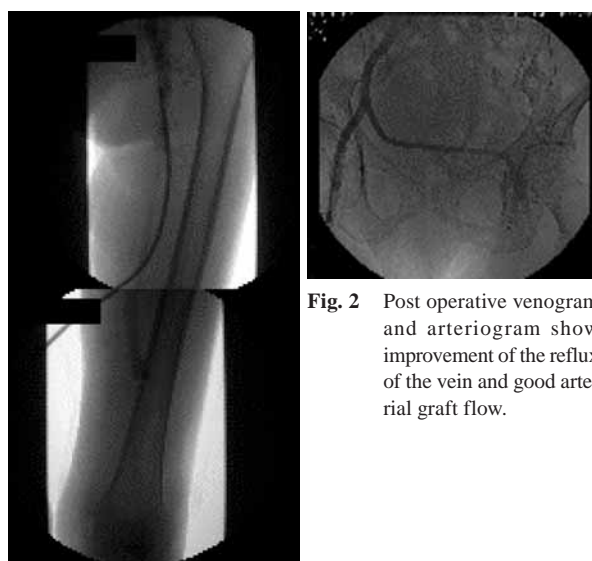 Fig. 2 Post operative venogram
and arteriogram show
improvement of the reflux
of the vein and good arte-
rial graft flow.